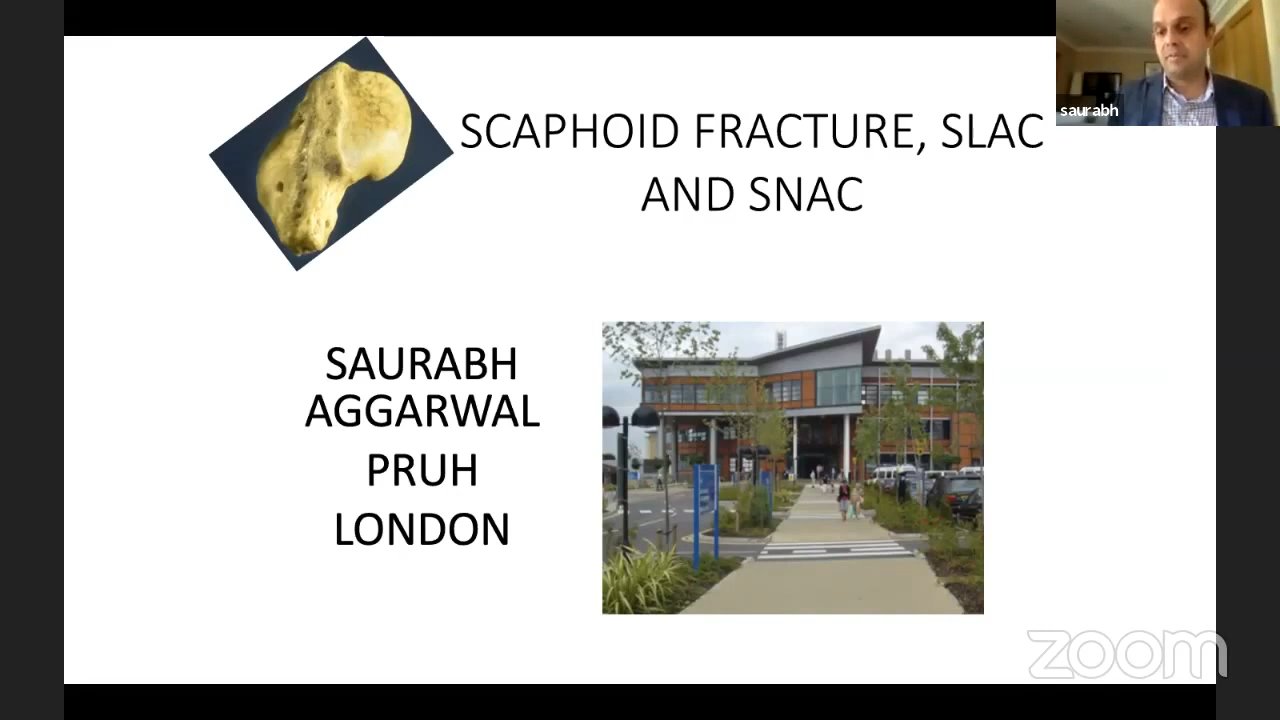 saurabh
SCAPHOID FRACTURE, SLAC
AND SNAC
SAURABH
AGGARWAL
PRUH
LONDON
zoom